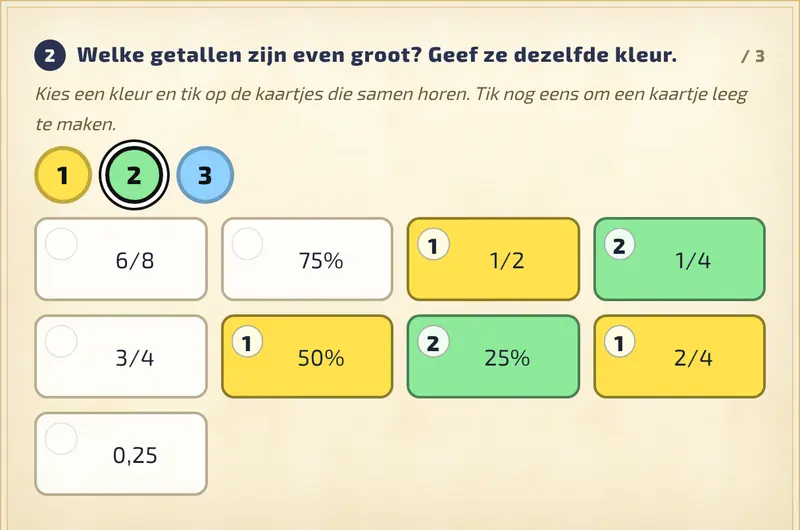 2 Welke getallen zijn even groot? Geef ze dezelfde kleur. / 3
Kies een kleur en tik op de kaartjes die samen horen. Tik nog eens om een kaartje leeg
te maken.
1 2 3
6/8 75% 1 1/2 2 1/4
3/4 1 50% 2 25% 1 2/4
0,25